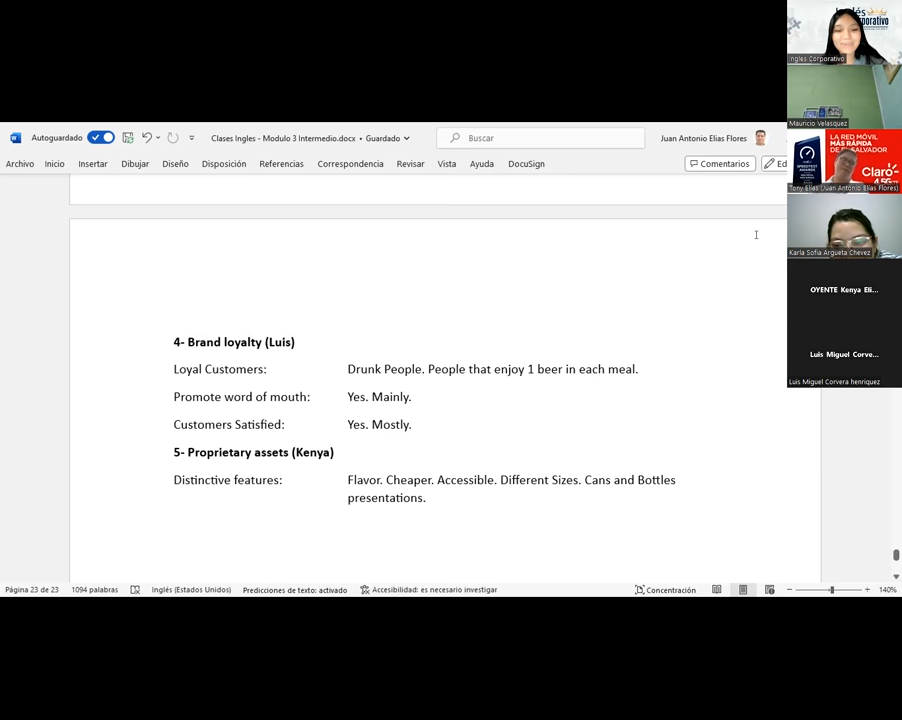 Autoguardado
Clases Ingles - Modulo 3 Intermedio.docx • Guardado
Buscar
Juan Antonio Elias Flores
Archivo Inicio Insertar Dibujar Diseño Disposición Referencias Correspondencia Revisar Vista Ayuda DocuSign
Comentarios
Ed
4- Brand loyalty (Luis)
Loyal Customers: Drunk People. People that enjoy 1 beer in each meal.
Promote word of mouth: Yes. Mainly.
Customers Satisfied: Yes. Mostly.
5- Proprietary assets (Kenya)
Distinctive features: Flavor. Cheaper. Accessible. Different Sizes. Cans and Bottles
presentations.
Página 23 de 23 1094 palabras Inglés (Estados Unidos) Predicciones de texto: activado Accesibilidad: es necesario investigar Concentración 140%
Ingles Corporativo
Mauricio Velasquez
LA RED MÓVIL
MÁS RÁPIDA
DE EL SALVADOR
Claro
4.5G
Tony Elias (Juan Antonio Elias Flores)
Karla Sofia Argueta Chevez
OYENTE Kenya Eli...
Luis Miguel Corve...
Luis Miguel Corvera henriquez